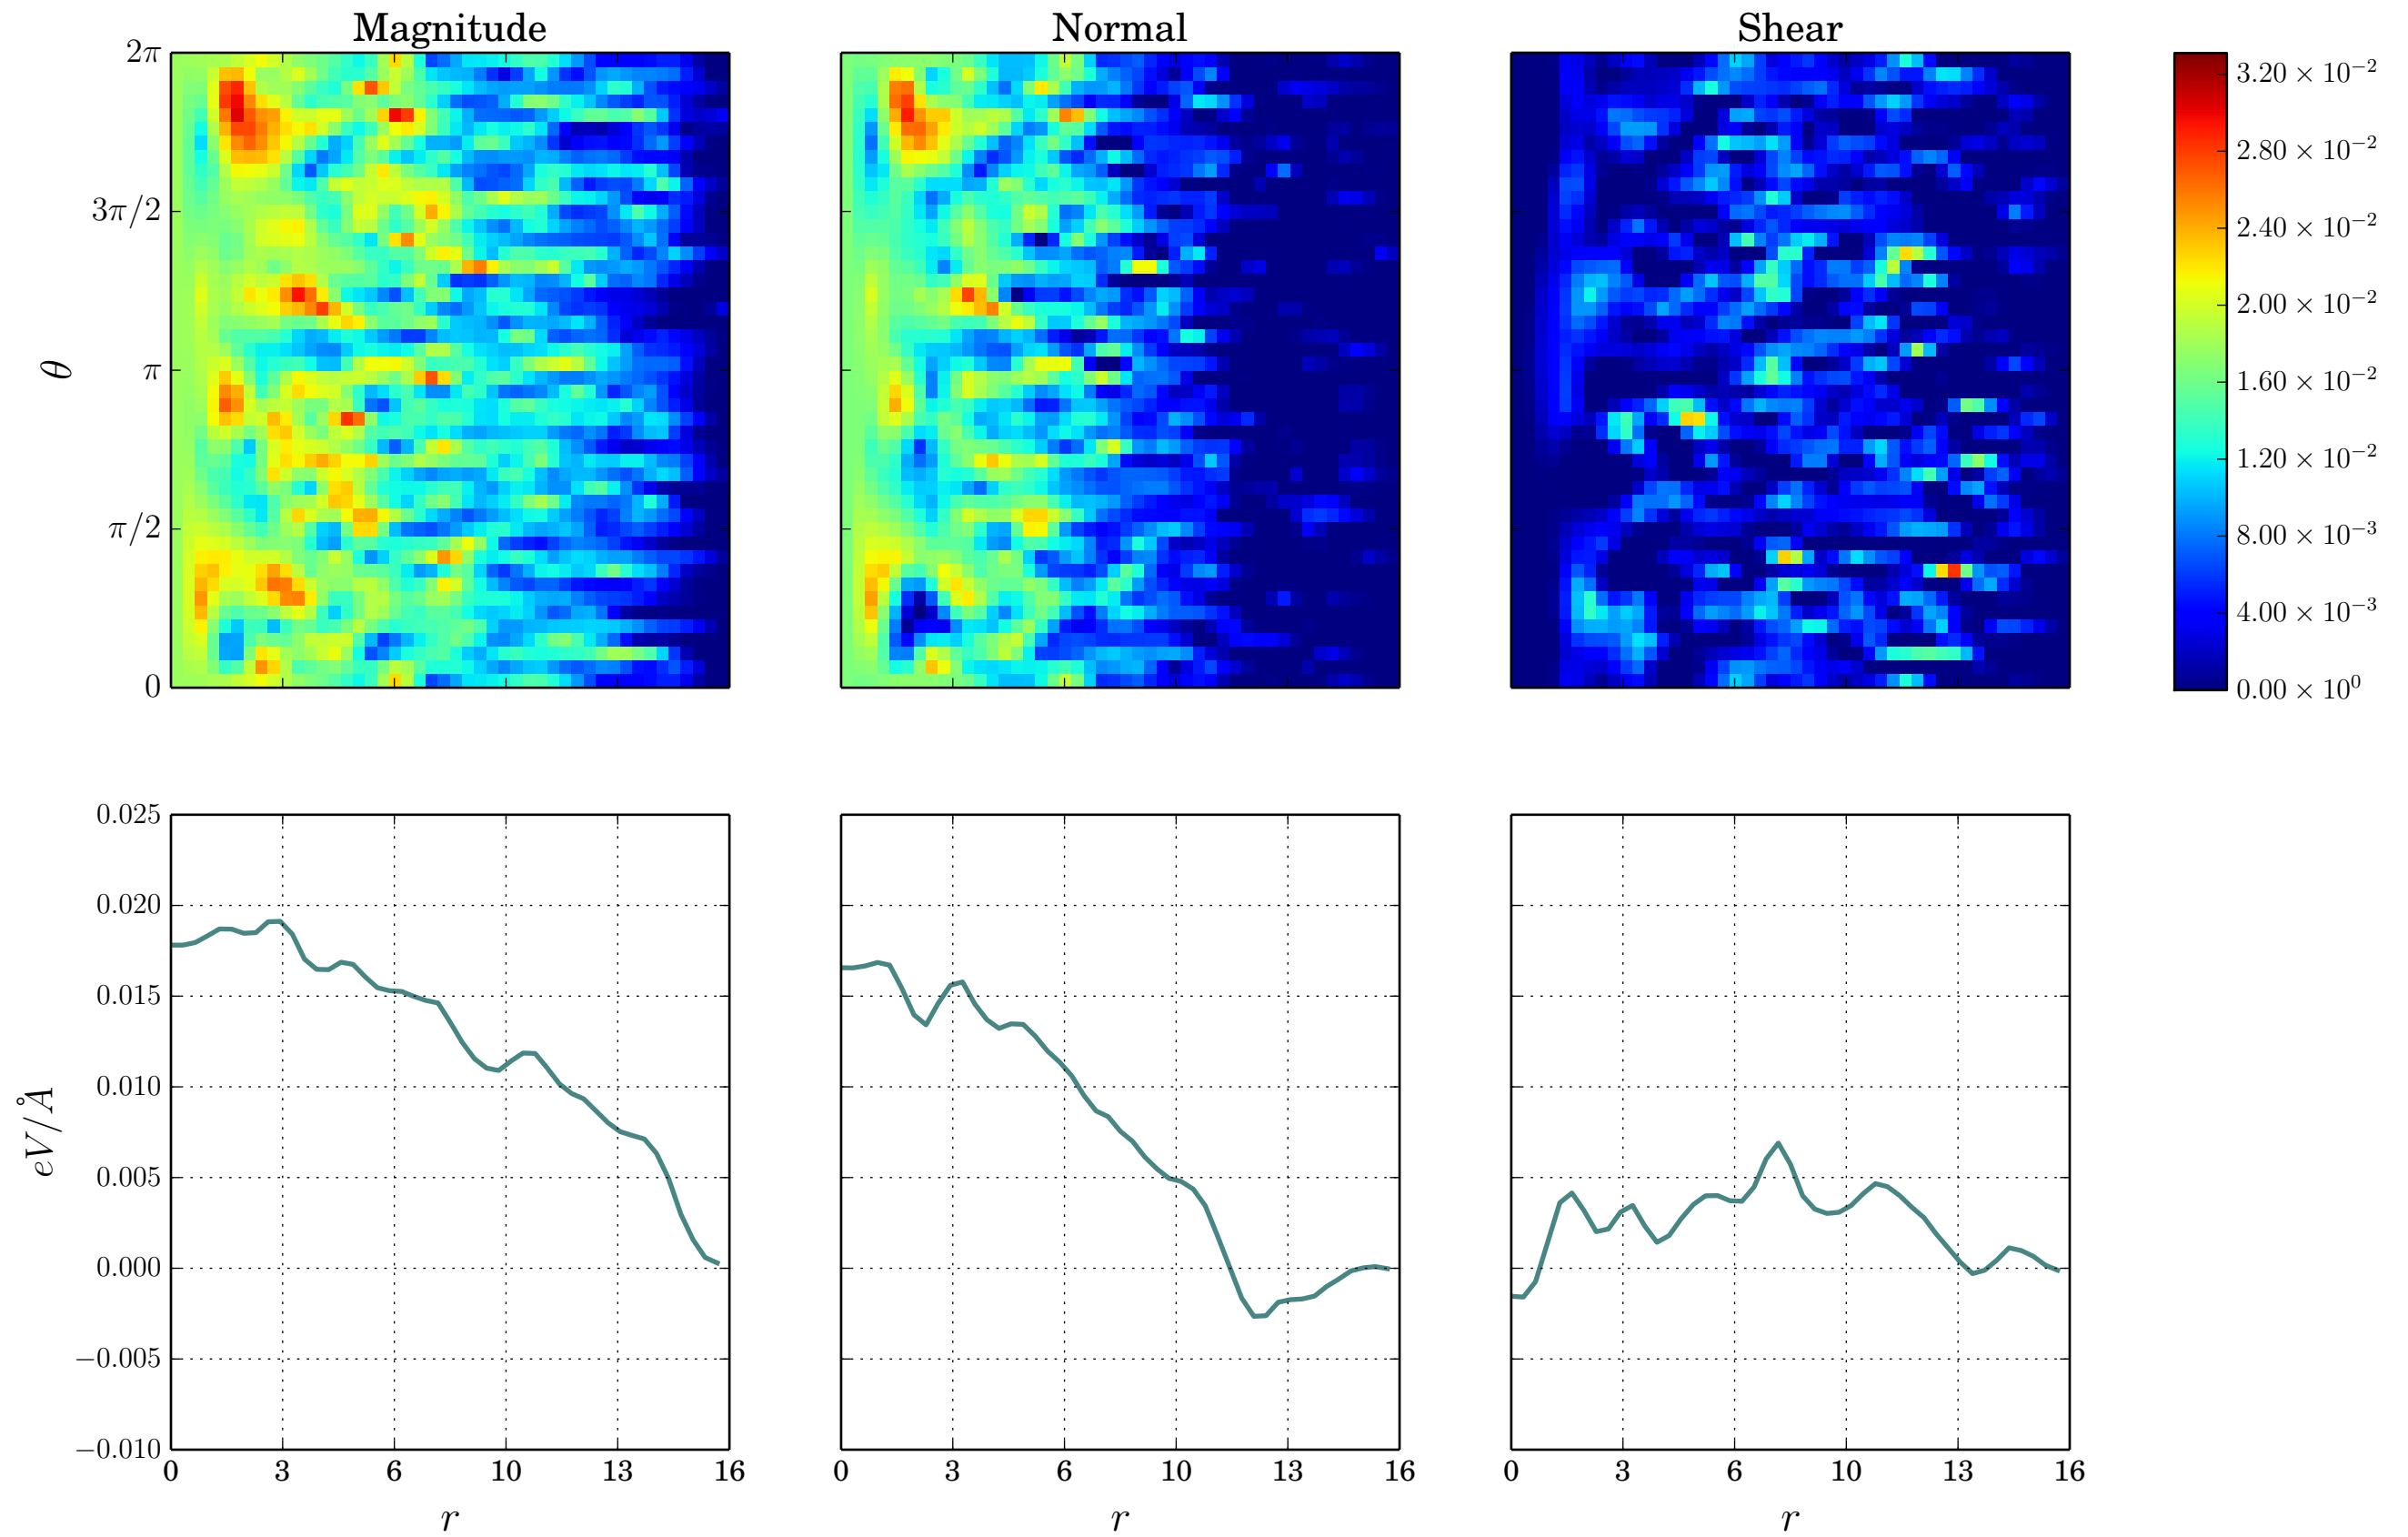 Magnitude Normal Shear
2π
3π/2
π
π/2
0
θ
3.20 × 10⁻²
2.80 × 10⁻²
2.40 × 10⁻²
2.00 × 10⁻²
1.60 × 10⁻²
1.20 × 10⁻²
8.00 × 10⁻³
4.00 × 10⁻³
0.00 × 10⁰
0.025
0.020
0.015
0.010
0.005
0.000
−0.005
−0.010
eV/Å
0 3 6 10 13 16 0 3 6 10 13 16 0 3 6 10 13 16
r r r